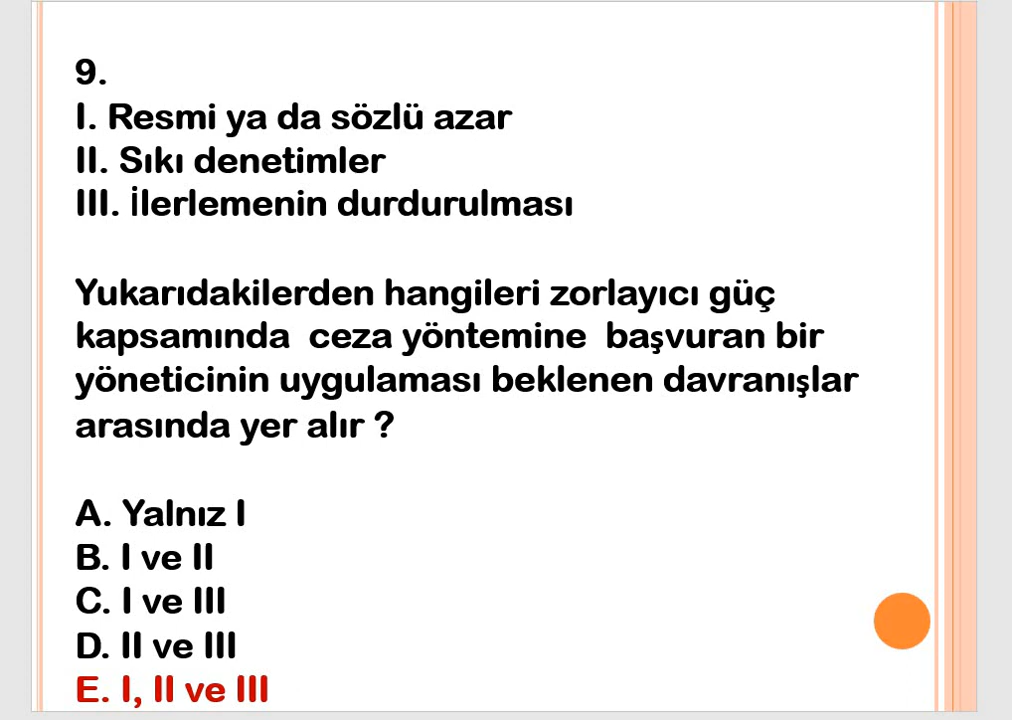 9.
I. Resmi ya da sözlü azar
II. Sıkı denetimler
III. İlerlemenin durdurulması
Yukarıdakilerden hangileri zorlayıcı güç
kapsamında ceza yöntemine başvuran bir
yöneticinin uygulaması beklenen davranışlar
arasında yer alır ?
A. Yalnız I
B. I ve II
C. I ve III
D. II ve III
E. I, II ve III